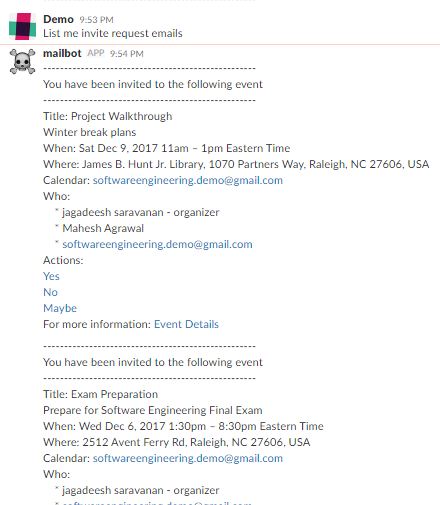 Demo 9:53 PM
List me invite request emails
mailbot APP 9:54 PM
--------------------------------------------------
You have been invited to the following event
--------------------------------------------------
Title: Project Walkthrough
Winter break plans
When: Sat Dec 9, 2017 11am – 1pm Eastern Time
Where: James B. Hunt Jr. Library, 1070 Partners Way, Raleigh, NC 27606, USA
Calendar: softwareengineering.demo@gmail.com
Who:
* jagadeesh saravanan - organizer
* Mahesh Agrawal
* softwareengineering.demo@gmail.com
Actions:
Yes
No
Maybe
For more information: Event Details
--------------------------------------------------
You have been invited to the following event
--------------------------------------------------
Title: Exam Preparation
Prepare for Software Engineering Final Exam
When: Wed Dec 6, 2017 1:30pm – 8:30pm Eastern Time
Where: 2512 Avent Ferry Rd, Raleigh, NC 27606, USA
Calendar: softwareengineering.demo@gmail.com
Who:
* jagadeesh saravanan - organizer